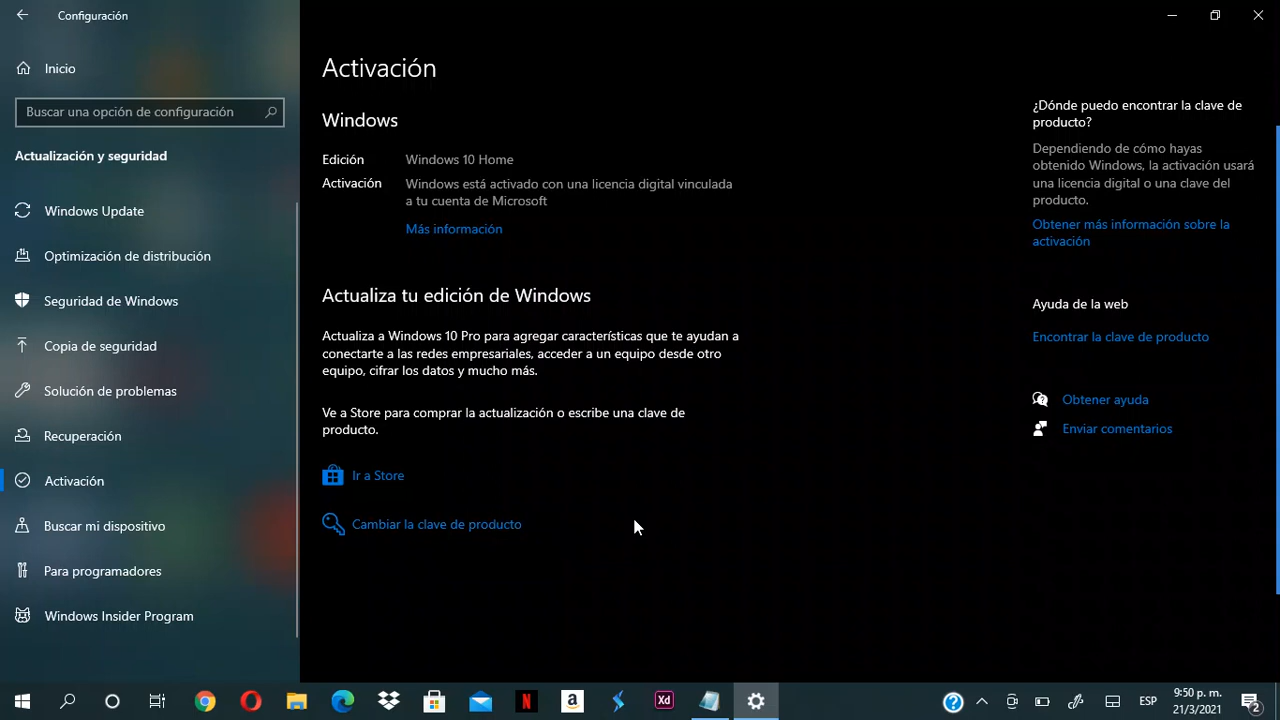 Configuración
Inicio
Buscar una opción de configuración
Actualización y seguridad
Windows Update
Optimización de distribución
Seguridad de Windows
Copia de seguridad
Solución de problemas
Recuperación
Activación
Buscar mi dispositivo
Para programadores
Windows Insider Program
Activación
Windows
Edición Windows 10 Home
Activación Windows está activado con una licencia digital vinculada
a tu cuenta de Microsoft
Más información
Actualiza tu edición de Windows
Actualiza a Windows 10 Pro para agregar características que te ayudan a
conectarte a las redes empresariales, acceder a un equipo desde otro
equipo, cifrar los datos y mucho más.
Ve a Store para comprar la actualización o escribe una clave de
producto.
Ir a Store
Cambiar la clave de producto
¿Dónde puedo encontrar la clave de
producto?
Dependiendo de cómo hayas
obtenido Windows, la activación usará
una licencia digital o una clave del
producto.
Obtener más información sobre la
activación
Ayuda de la web
Encontrar la clave de producto
Obtener ayuda
Enviar comentarios
N
a
Xd
ESP
9:50 p. m.
21/3/2021
2